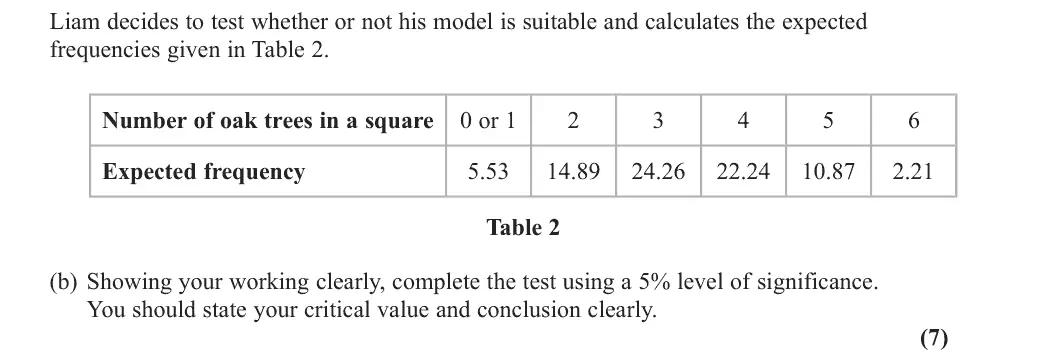 Liam decides to test whether or not his model is suitable and calculates the expected
frequencies given in Table 2.
Number of oak trees in a square 0 or 1 2 3 4 5 6
Expected frequency 5.53 14.89 24.26 22.24 10.87 2.21
Table 2
(b) Showing your working clearly, complete the test using a 5% level of significance.
You should state your critical value and conclusion clearly.
(7)